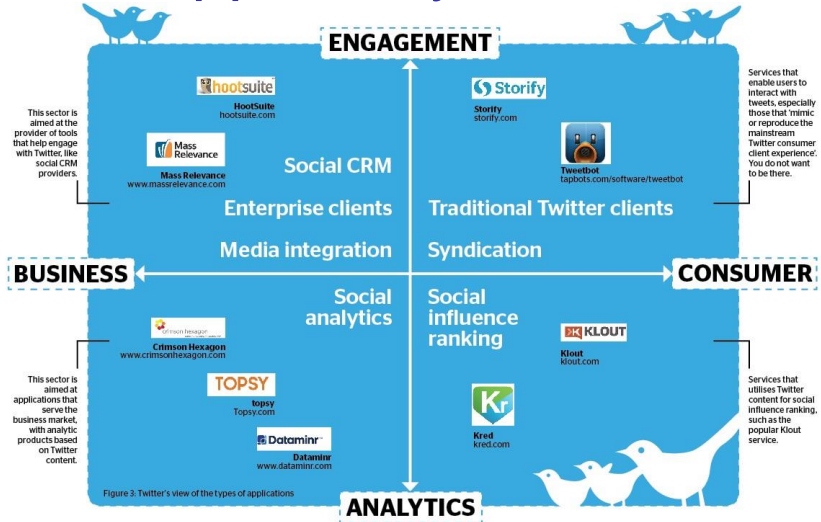 ENGAGEMENT
hootsuite
HootSuite
hootsuite.com
Mass
Relevance
Mass Relevance
www.massrelevance.com
This sector is
aimed at the
provider of tools
that help engage
with Twitter, like
social CRM
providers.
Social CRM
Enterprise clients
Media integration
Storify
Storify
storify.com
Tweetbot
tapbots.com/software/tweetbot
Services that
enable users to
interact with
tweets, especially
those that 'mimic
or reproduce the
mainstream
Twitter consumer
client experience'.
You do not want
to be there.
Traditional Twitter clients
Syndication
BUSINESS
CONSUMER
Social
analytics
crimson hexagon
Crimson Hexagon
www.crimsonhexagon.com
TOPSY
topsy
Topsy.com
Dataminr
Dataminr
www.dataminr.com
This sector is
aimed at
applications that
serve the
business market,
with analytic
products based
on Twitter
content.
Social
influence
ranking
KLOUT
Klout
klout.com
Kr
Kred
kred.com
Services that
utilises Twitter
content for social
influence ranking,
such as the
popular Klout
service.
Figure 3: Twitter's view of the types of applications
ANALYTICS